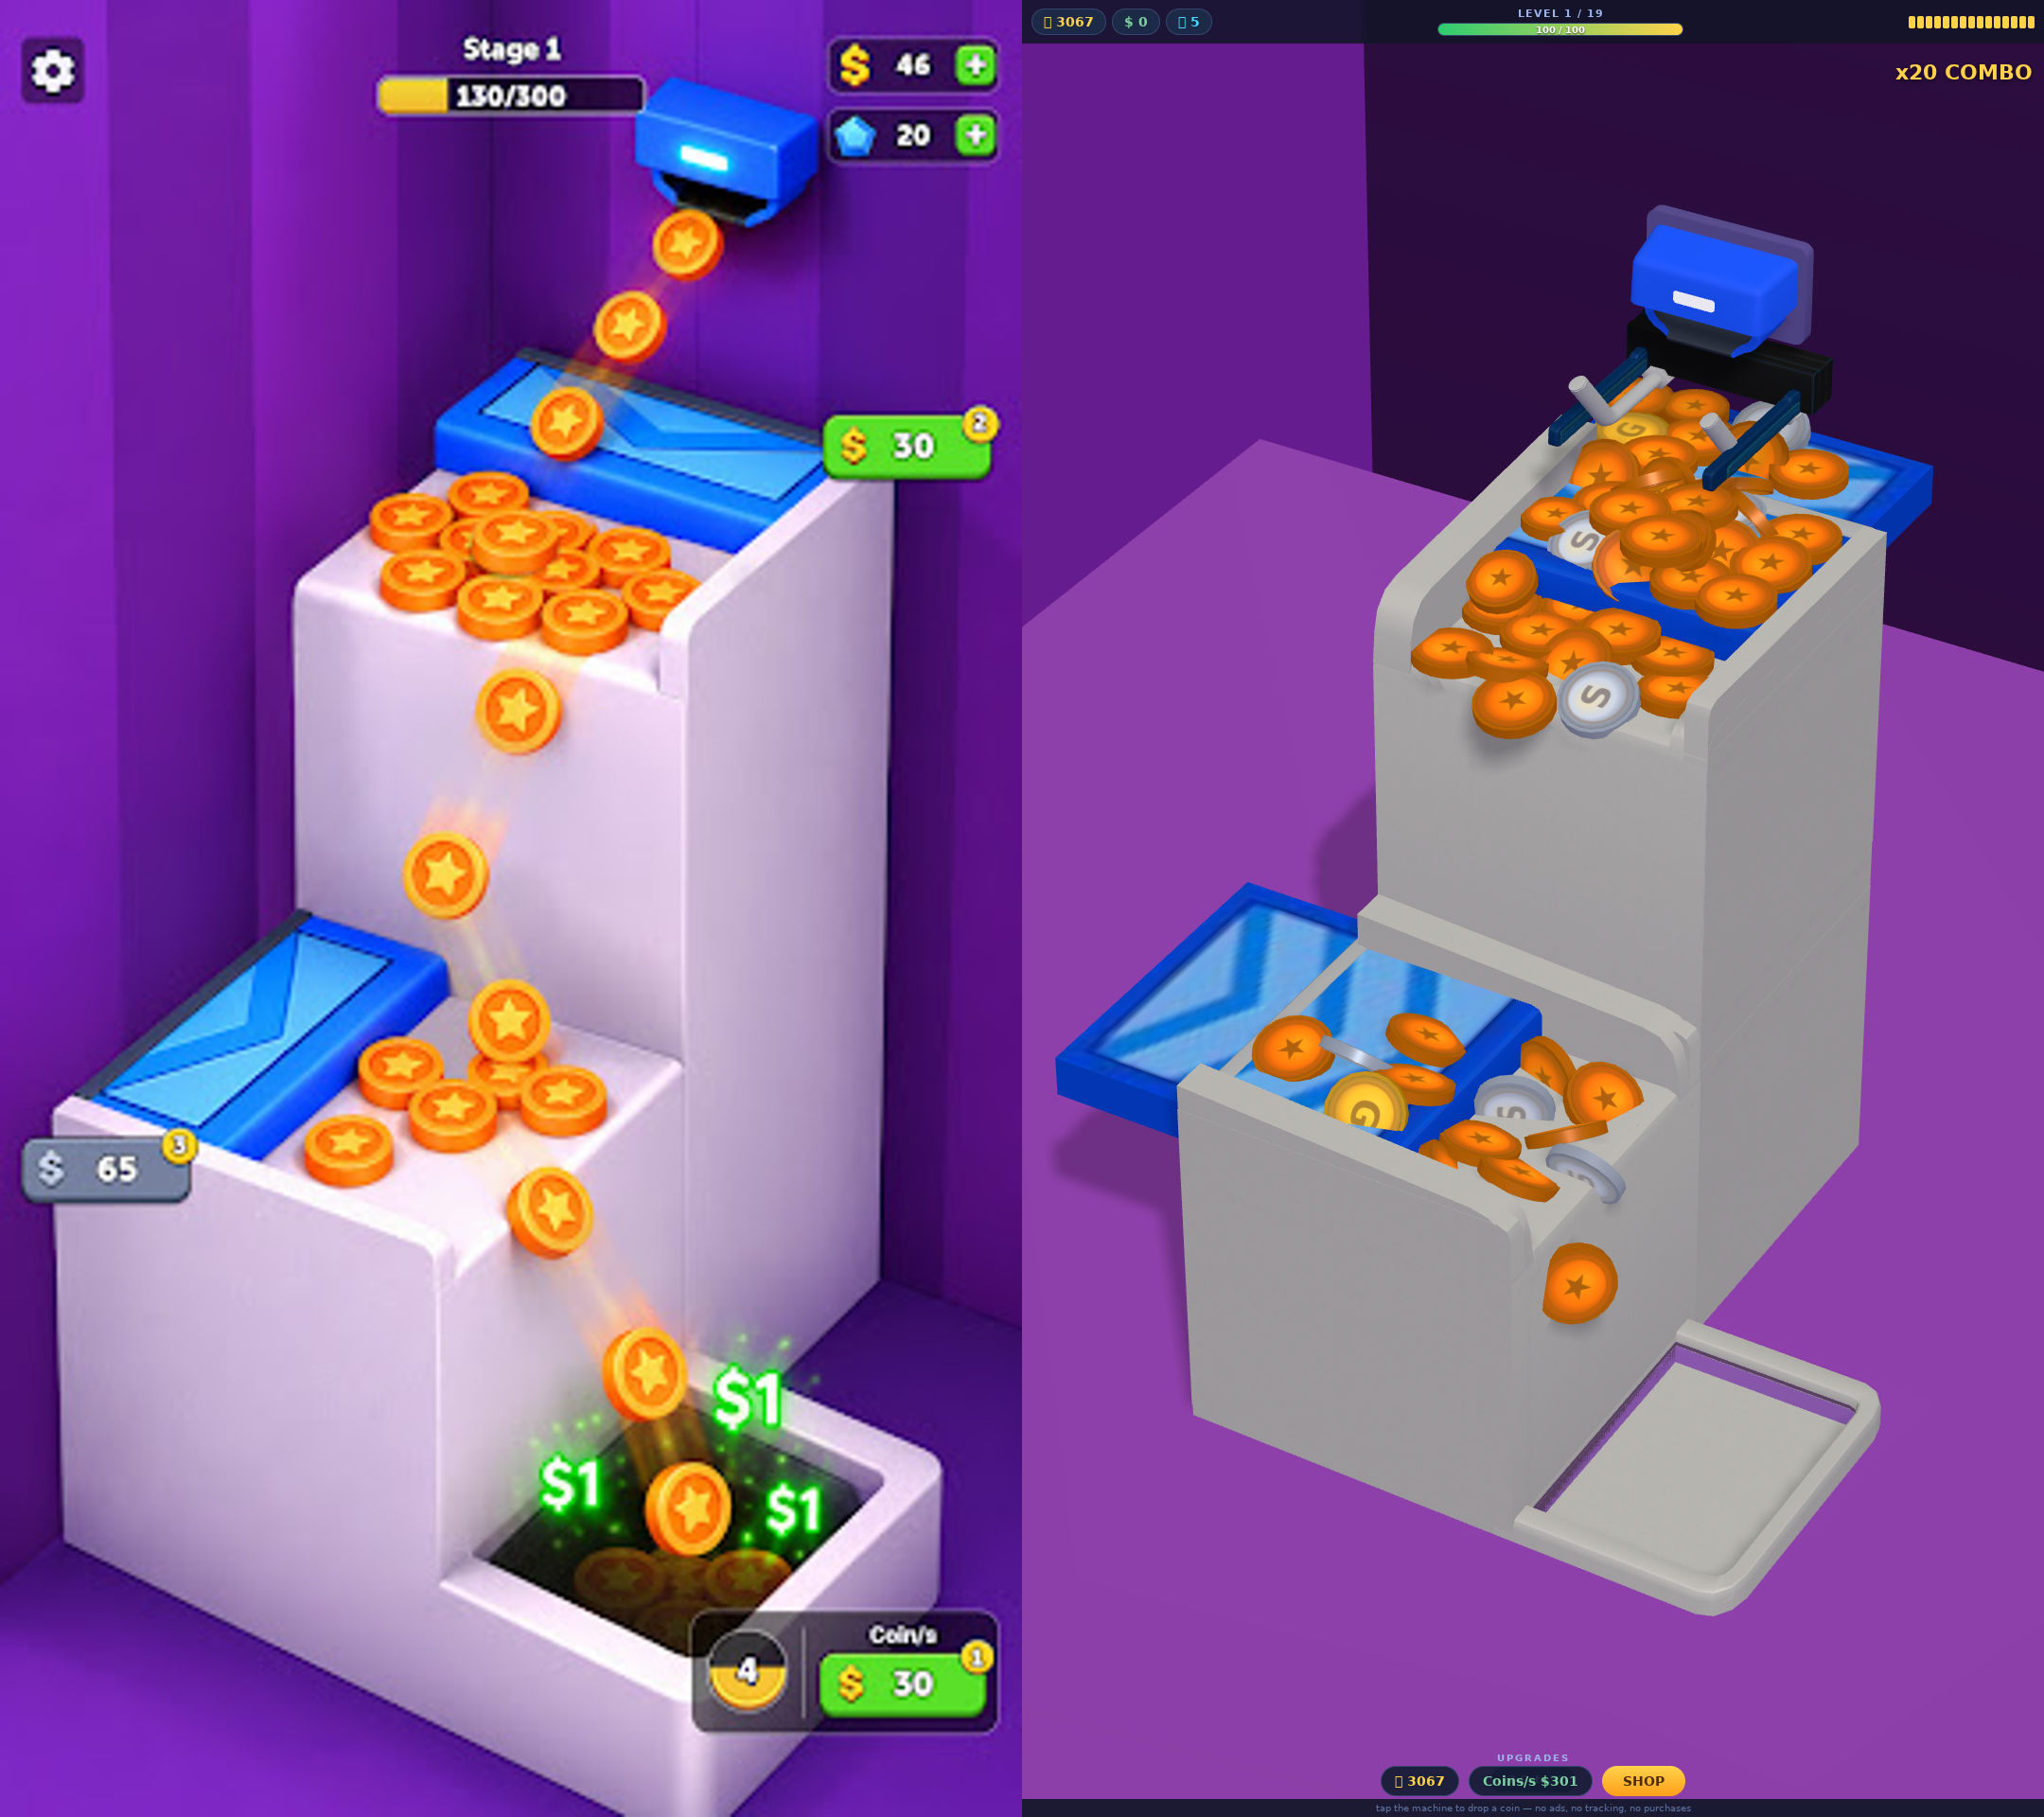 Stage 1
130/300
$ 46 +
20 +
2
$ 30
3
$ 65
$1
$1
$1
Coin/s
4
1
$ 30
3067
$ 0
5
LEVEL 1 / 19
100 / 100
x20 COMBO
G
S
S
G
S
S
UPGRADES
3067
Coins/s $301
SHOP
tap the machine to drop a coin — no ads, no tracking, no purchases